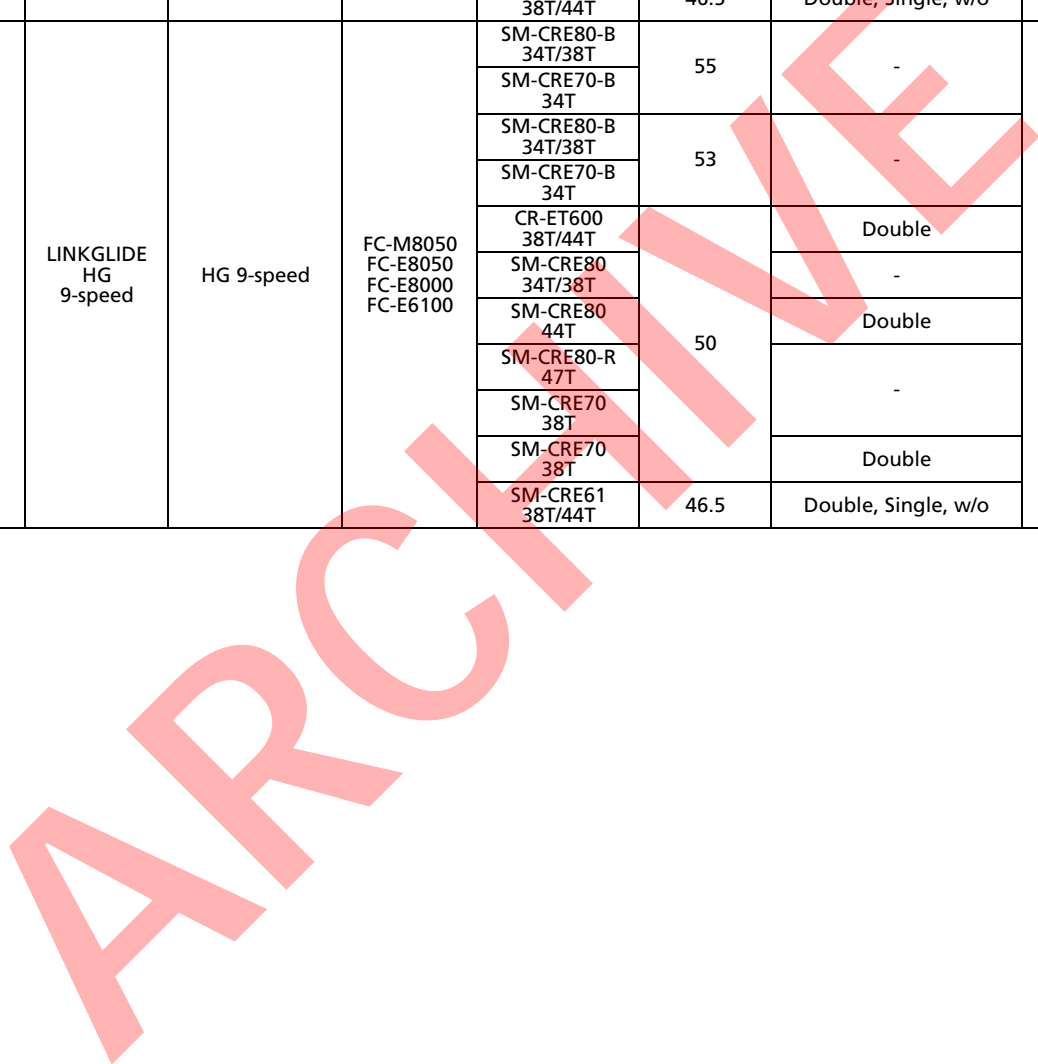 38T/44T
46.5
Double, Single, w/o
LINKGLIDE
HG
9-speed
HG 9-speed
FC-M8050
FC-E8050
FC-E8000
FC-E6100
SM-CRE80-B
34T/38T
55
-
SM-CRE70-B
34T
SM-CRE80-B
34T/38T
53
-
SM-CRE70-B
34T
CR-ET600
38T/44T
50
Double
SM-CRE80
34T/38T
-
SM-CRE80
44T
Double
SM-CRE80-R
47T
-
SM-CRE70
38T
SM-CRE70
38T
Double
SM-CRE61
38T/44T
46.5
Double, Single, w/o
ARCHIVE